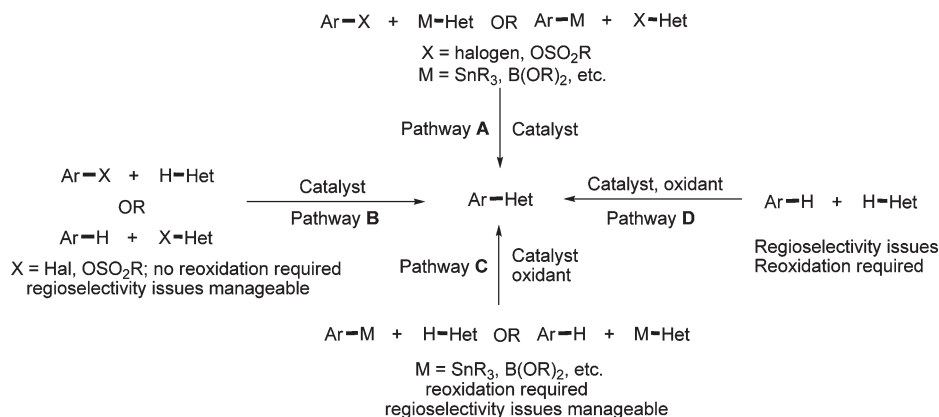 Ar–X + M–Het OR Ar–M + X–Het
X = halogen, OSO2R
M = SnR3, B(OR)2, etc.
Pathway A Catalyst
Ar–X + H–Het
OR
Ar–H + X–Het
X = Hal, OSO2R; no reoxidation required
regioselectivity issues manageable
Catalyst
Pathway B
Ar–Het
Catalyst, oxidant
Pathway D
Ar–H + H–Het
Regioselectivity issues
Reoxidation required
Pathway C
Catalyst
oxidant
Ar–M + H–Het OR Ar–H + M–Het
M = SnR3, B(OR)2, etc.
reoxidation required
regioselectivity issues manageable